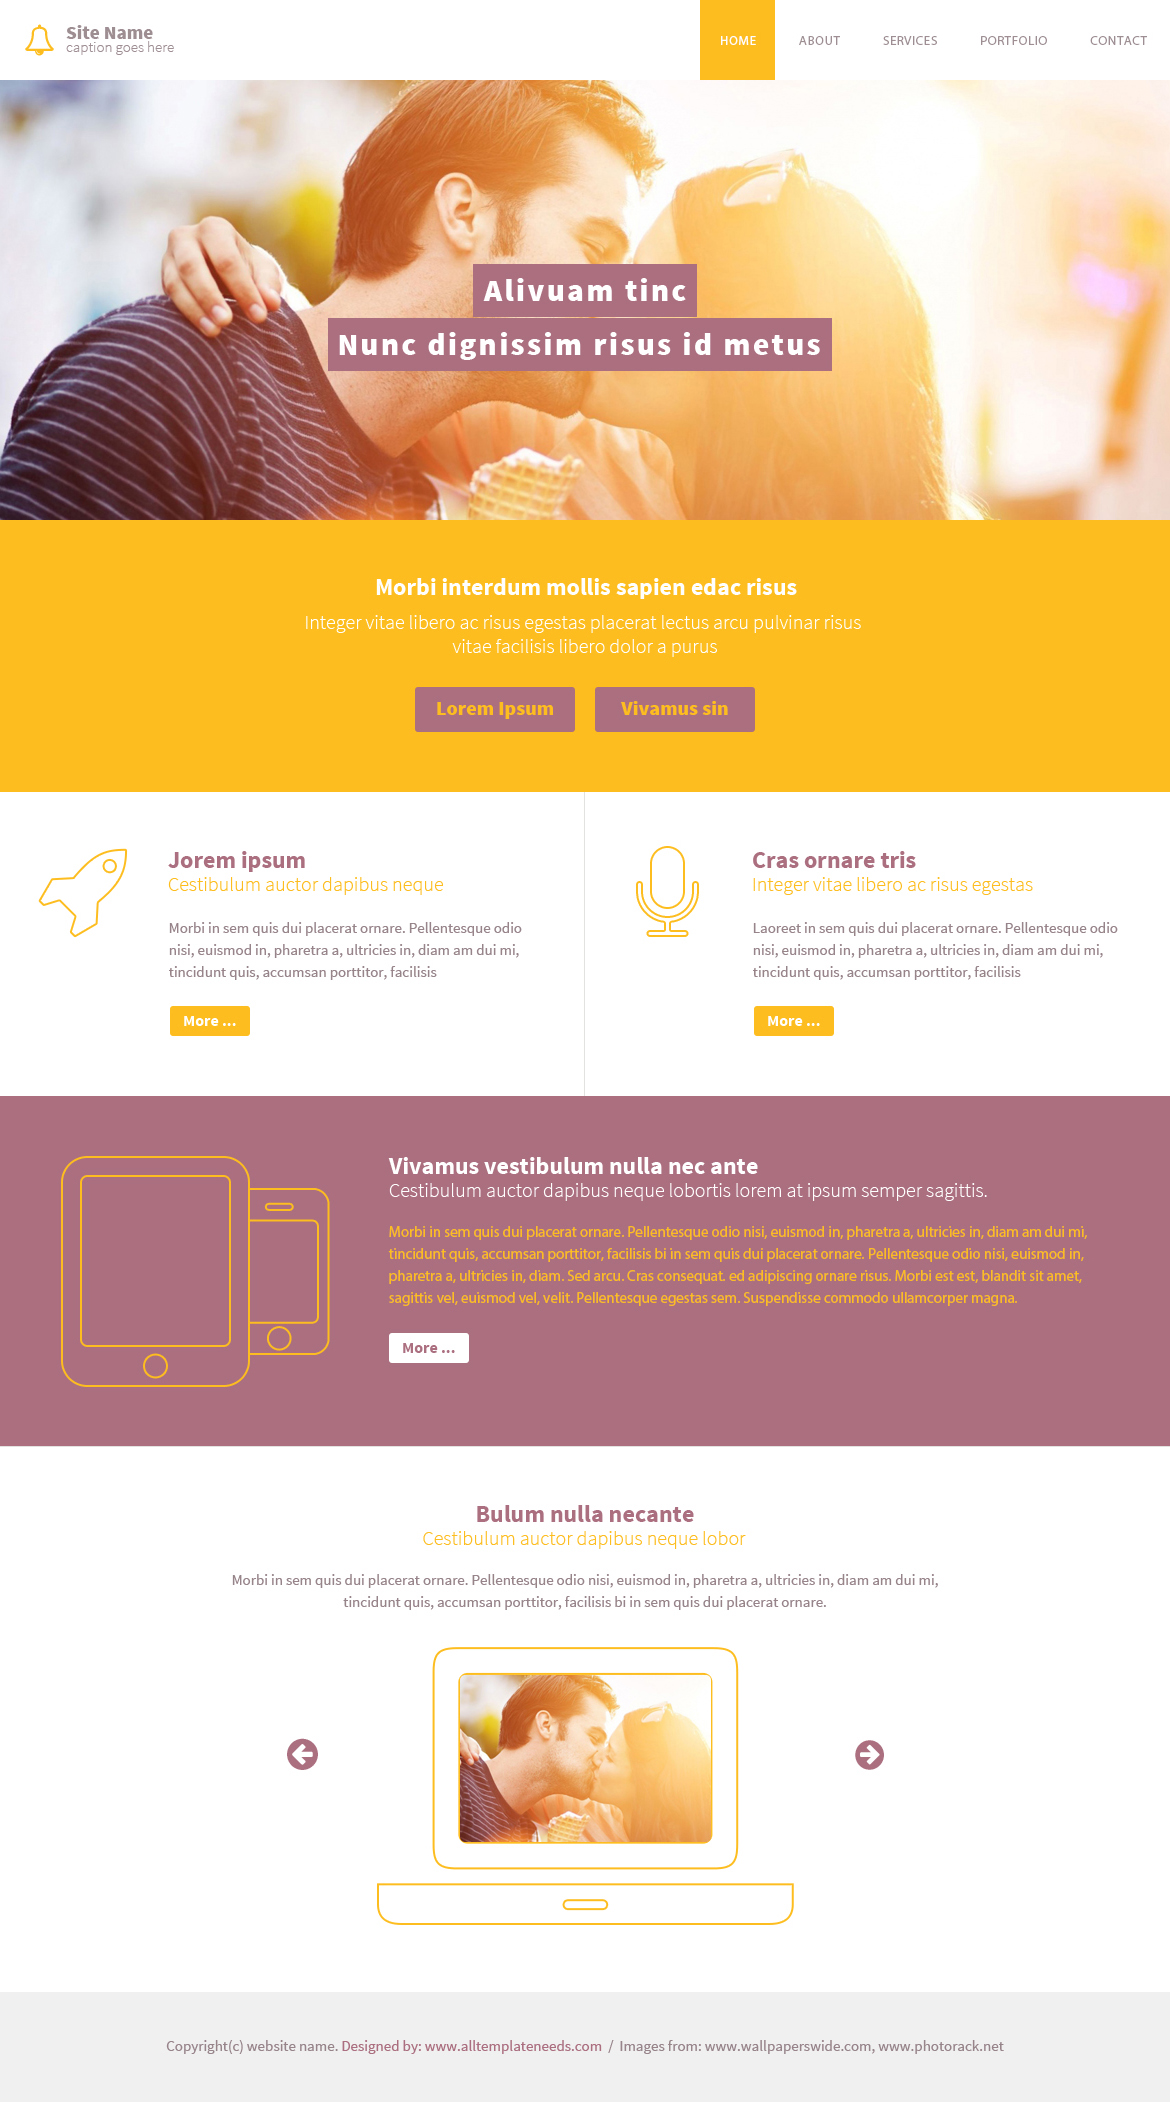 Site Name
caption goes here
HOME ABOUT SERVICES PORTFOLIO CONTACT
Alivuam tinc
Nunc dignissim risus id metus
Morbi interdum mollis sapien edac risus
Integer vitae libero ac risus egestas placerat lectus arcu pulvinar risus
vitae facilisis libero dolor a purus
Lorem Ipsum Vivamus sin
Jorem ipsum
Cestibulum auctor dapibus neque
Morbi in sem quis dui placerat ornare. Pellentesque odio
nisi, euismod in, pharetra a, ultricies in, diam am dui mi,
tincidunt quis, accumsan porttitor, facilisis
More ...
Cras ornare tris
Integer vitae libero ac risus egestas
Laoreet in sem quis dui placerat ornare. Pellentesque odio
nisi, euismod in, pharetra a, ultricies in, diam am dui mi,
tincidunt quis, accumsan porttitor, facilisis
More ...
Vivamus vestibulum nulla nec ante
Cestibulum auctor dapibus neque lobortis lorem at ipsum semper sagittis.
Morbi in sem quis dui placerat ornare. Pellentesque odio nisi, euismod in, pharetra a, ultricies in, diam am dui mi,
tincidunt quis, accumsan porttitor, facilisis bi in sem quis dui placerat ornare. Pellentesque odio nisi, euismod in,
pharetra a, ultricies in, diam. Sed arcu. Cras consequat. ed adipiscing ornare risus. Morbi est est, blandit sit amet,
sagittis vel, euismod vel, velit. Pellentesque egestas sem. Suspendisse commodo ullamcorper magna.
More ...
Bulum nulla necante
Cestibulum auctor dapibus neque lobor
Morbi in sem quis dui placerat ornare. Pellentesque odio nisi, euismod in, pharetra a, ultricies in, diam am dui mi,
tincidunt quis, accumsan porttitor, facilisis bi in sem quis dui placerat ornare.
Copyright(c) website name. Designed by: www.alltemplateneeds.com / Images from: www.wallpaperswide.com, www.photorack.net